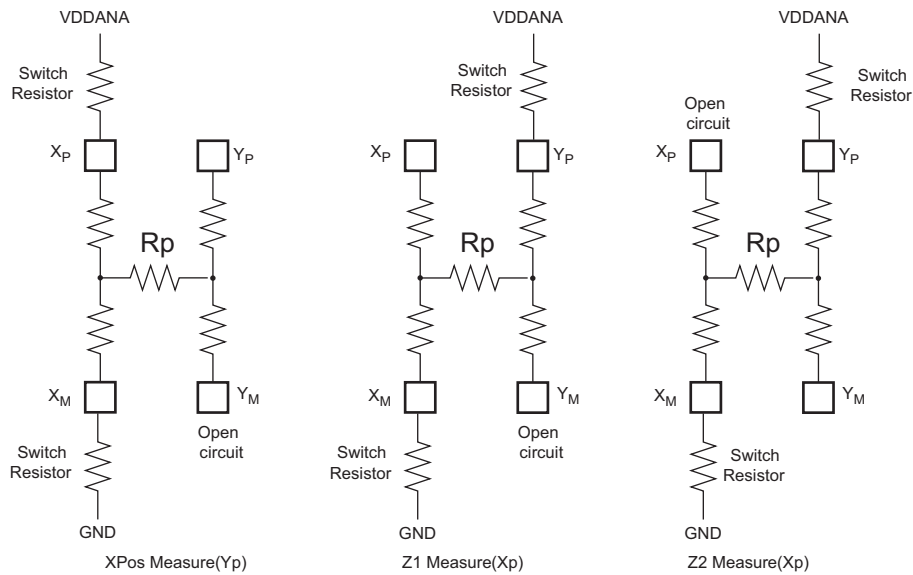 VDDANA
Switch
Resistor
XP
YP
Rp
XM
YM
Open
circuit
Switch
Resistor
GND
XPos Measure(Yp)
VDDANA
Switch
Resistor
XP
YP
Rp
XM
YM
Open
circuit
Switch
Resistor
GND
Z1 Measure(Xp)
VDDANA
Switch
Resistor
Open
circuit
XP
YP
Rp
XM
YM
Switch
Resistor
GND
Z2 Measure(Xp)